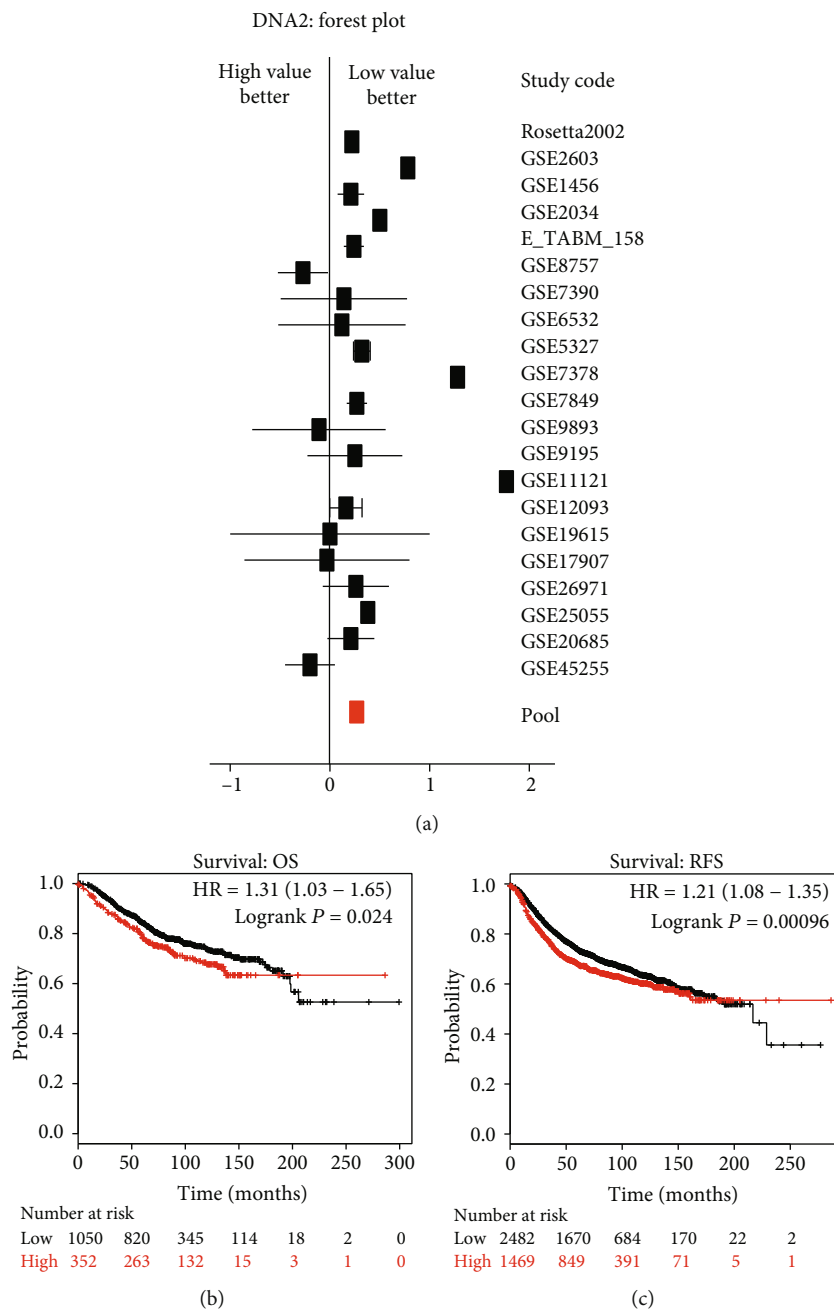 DNA2: forest plot
High value better
Low value better
Study code
Rosetta2002
GSE2603
GSE1456
GSE2034
E_TABM_158
GSE8757
GSE7390
GSE6532
GSE5327
GSE7378
GSE7849
GSE9893
GSE9195
GSE11121
GSE12093
GSE19615
GSE17907
GSE26971
GSE25055
GSE20685
GSE45255
Pool
–1 0 1 2
(a)
Survival: OS
HR = 1.31 (1.03 – 1.65)
Logrank P = 0.024
1.0
0.8
0.6
0.4
0.2
0.0
Probability
0 50 100 150 200 250 300
Time (months)
Number at risk
Low 1050 820 345 114 18 2 0
High 352 263 132 15 3 1 0
(b)
Survival: RFS
HR = 1.21 (1.08 – 1.35)
Logrank P = 0.00096
1.0
0.8
0.6
0.4
0.2
0.0
Probability
0 50 100 150 200 250
Time (months)
Number at risk
Low 2482 1670 684 170 22 2
High 1469 849 391 71 5 1
(c)